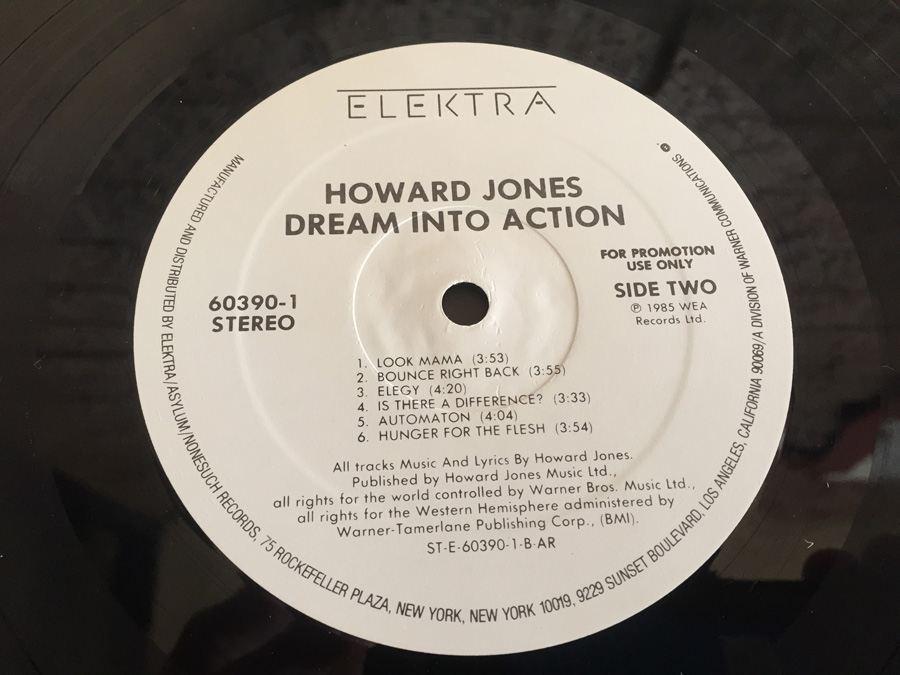 ELEKTRA
HOWARD JONES
DREAM INTO ACTION
FOR PROMOTION
USE ONLY
60390-1
STEREO
SIDE TWO
℗ 1985 WEA
Records Ltd.
1. LOOK MAMA (3:53)
2. BOUNCE RIGHT BACK (3:55)
3. ELEGY (4:20)
4. IS THERE A DIFFERENCE? (3:33)
5. AUTOMATON (4:04)
6. HUNGER FOR THE FLESH (3:54)
All tracks Music And Lyrics By Howard Jones.
Published by Howard Jones Music Ltd.,
all rights for the world controlled by Warner Bros. Music Ltd.,
all rights for the Western Hemisphere administered by
Warner-Tamerlane Publishing Corp., (BMI).
ST-E-60390-1-B-AR
MANUFACTURED AND DISTRIBUTED BY ELEKTRA/ASYLUM/NONESUCH RECORDS, 75 ROCKEFELLER PLAZA, NEW YORK, NEW YORK 10019, 9229 SUNSET BOULEVARD, LOS ANGELES, CALIFORNIA 90069/A DIVISION OF WARNER COMMUNICATIONS